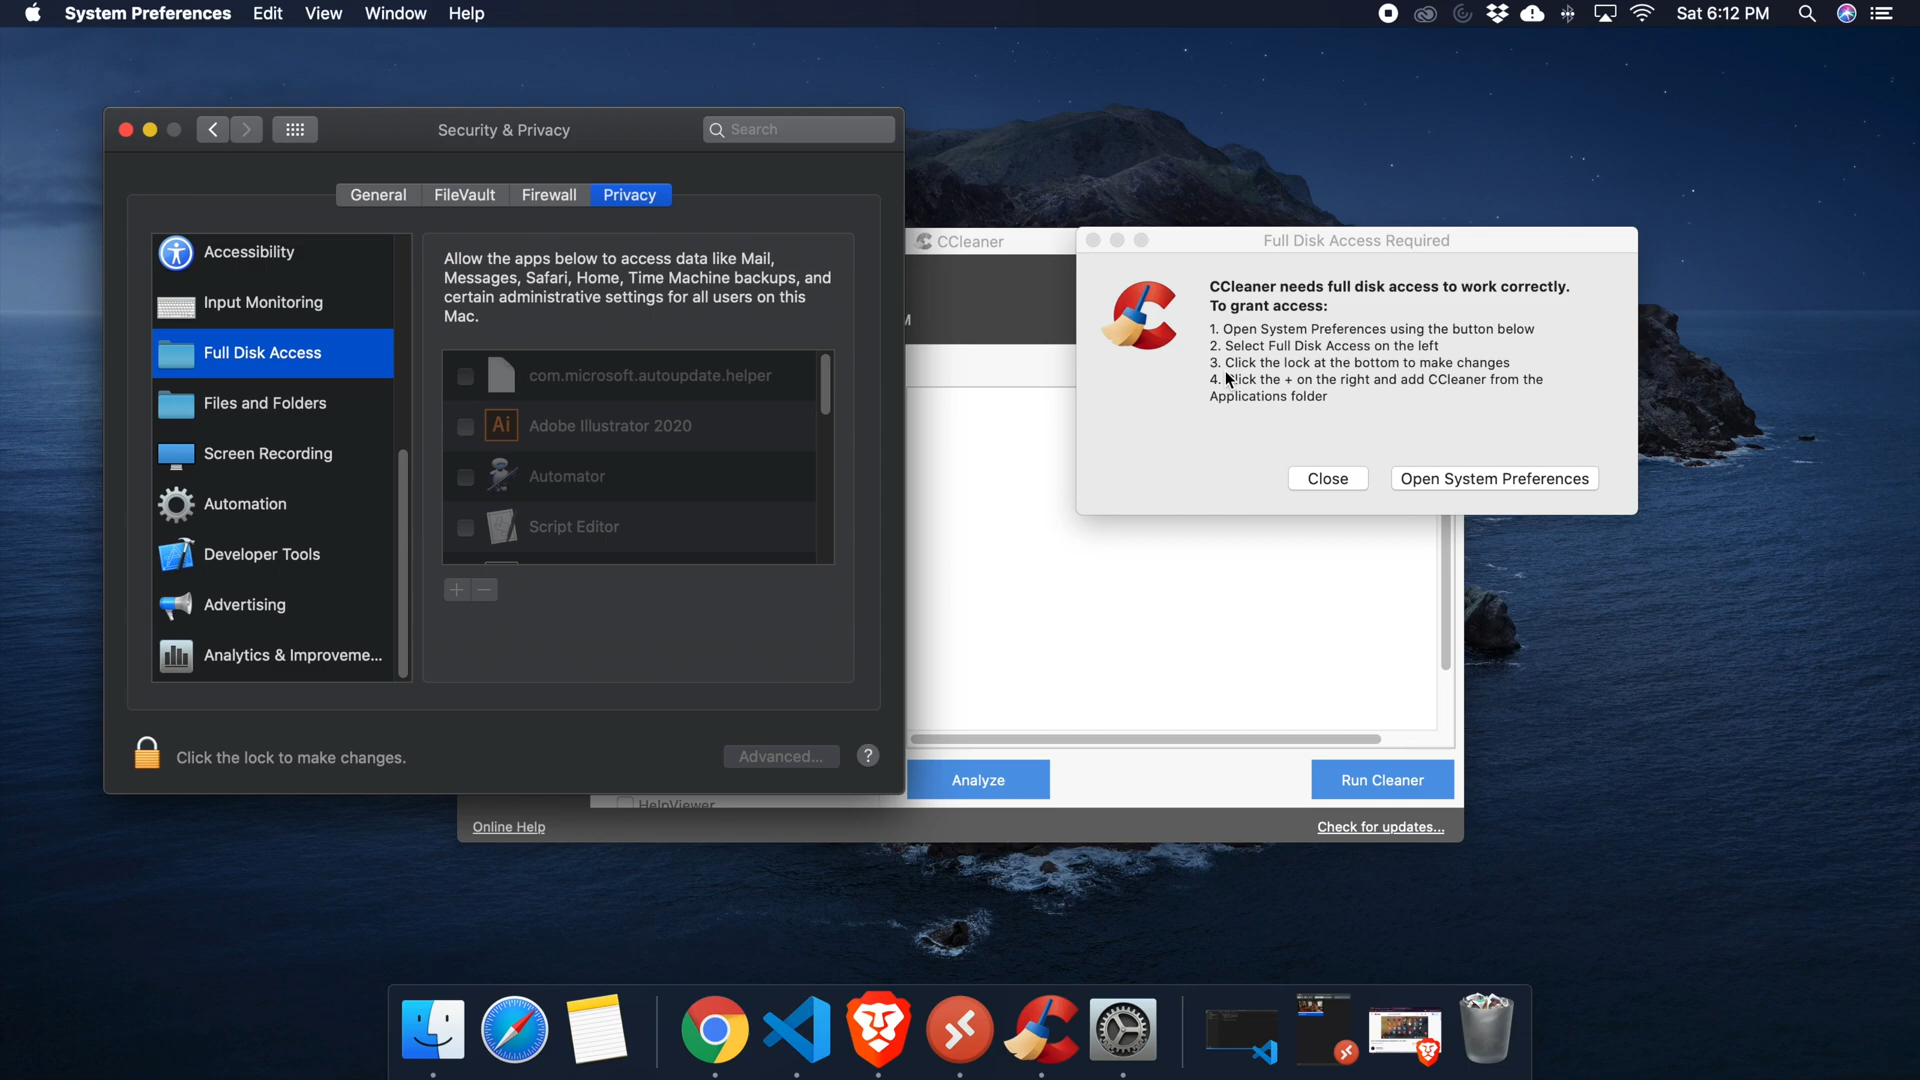 System Preferences Edit View Window Help
Sat 6:12 PM
Security & Privacy
Search
General FileVault Firewall Privacy
Accessibility
Input Monitoring
Full Disk Access
Files and Folders
Screen Recording
Automation
Developer Tools
Advertising
Analytics & Improveme...
Allow the apps below to access data like Mail,
Messages, Safari, Home, Time Machine backups, and
certain administrative settings for all users on this
Mac.
com.microsoft.autoupdate.helper
Ai Adobe Illustrator 2020
Automator
Script Editor
+ −
Click the lock to make changes.
Advanced... ?
CCleaner
M
Full Disk Access Required
CCleaner needs full disk access to work correctly.
To grant access:
1. Open System Preferences using the button below
2. Select Full Disk Access on the left
3. Click the lock at the bottom to make changes
4. Click the + on the right and add CCleaner from the
Applications folder
Close Open System Preferences
Analyze Run Cleaner
HelpViewer
Online Help Check for updates...